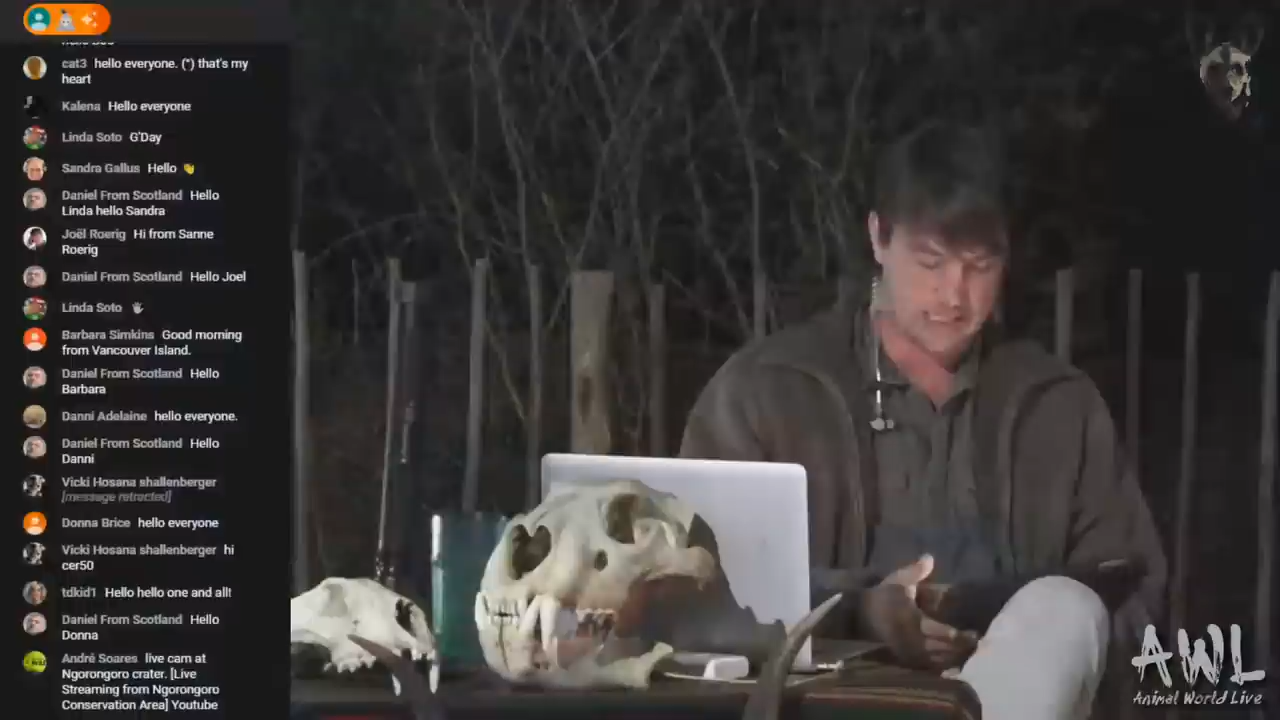 cat3 hello everyone. (*) that's my
heart
Kalena Hello everyone
Linda Soto G'Day
Sandra Gallus Hello 👏
Daniel From Scotland Hello
Linda hello Sandra
Joël Roerig Hi from Sanne
Roerig
Daniel From Scotland Hello Joel
Linda Soto 🖐
Barbara Simkins Good morning
from Vancouver Island.
Daniel From Scotland Hello
Barbara
Danni Adelaine hello everyone.
Daniel From Scotland Hello
Danni
Vicki Hosana shallenberger
[message retracted]
Donna Brice hello everyone
Vicki Hosana shallenberger hi
cer50
tdkid1 Hello hello one and all!
Daniel From Scotland Hello
Donna
André Soares live cam at
Ngorongoro crater. [Live
Streaming from Ngorongoro
Conservation Area] Youtube
AWL
Animal World Live